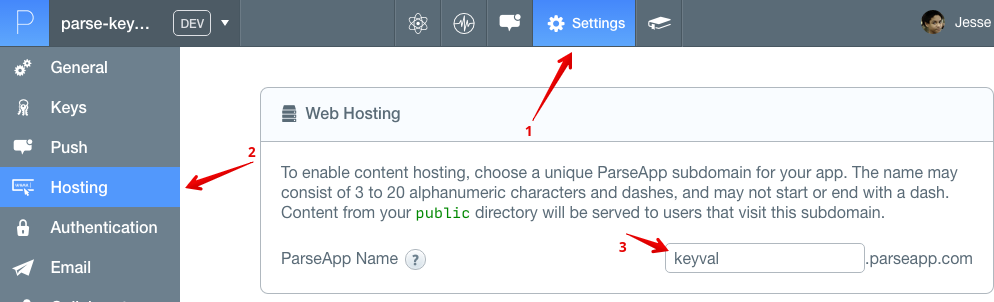 P parse-key... DEV Settings Jesse
General
Keys
Push
Hosting
Authentication
Email
1
2
3
Web Hosting
To enable content hosting, choose a unique ParseApp subdomain for your app. The name may
consist of 3 to 20 alphanumeric characters and dashes, and may not start or end with a dash.
Content from your public directory will be served to users that visit this subdomain.
ParseApp Name ? keyval .parseapp.com